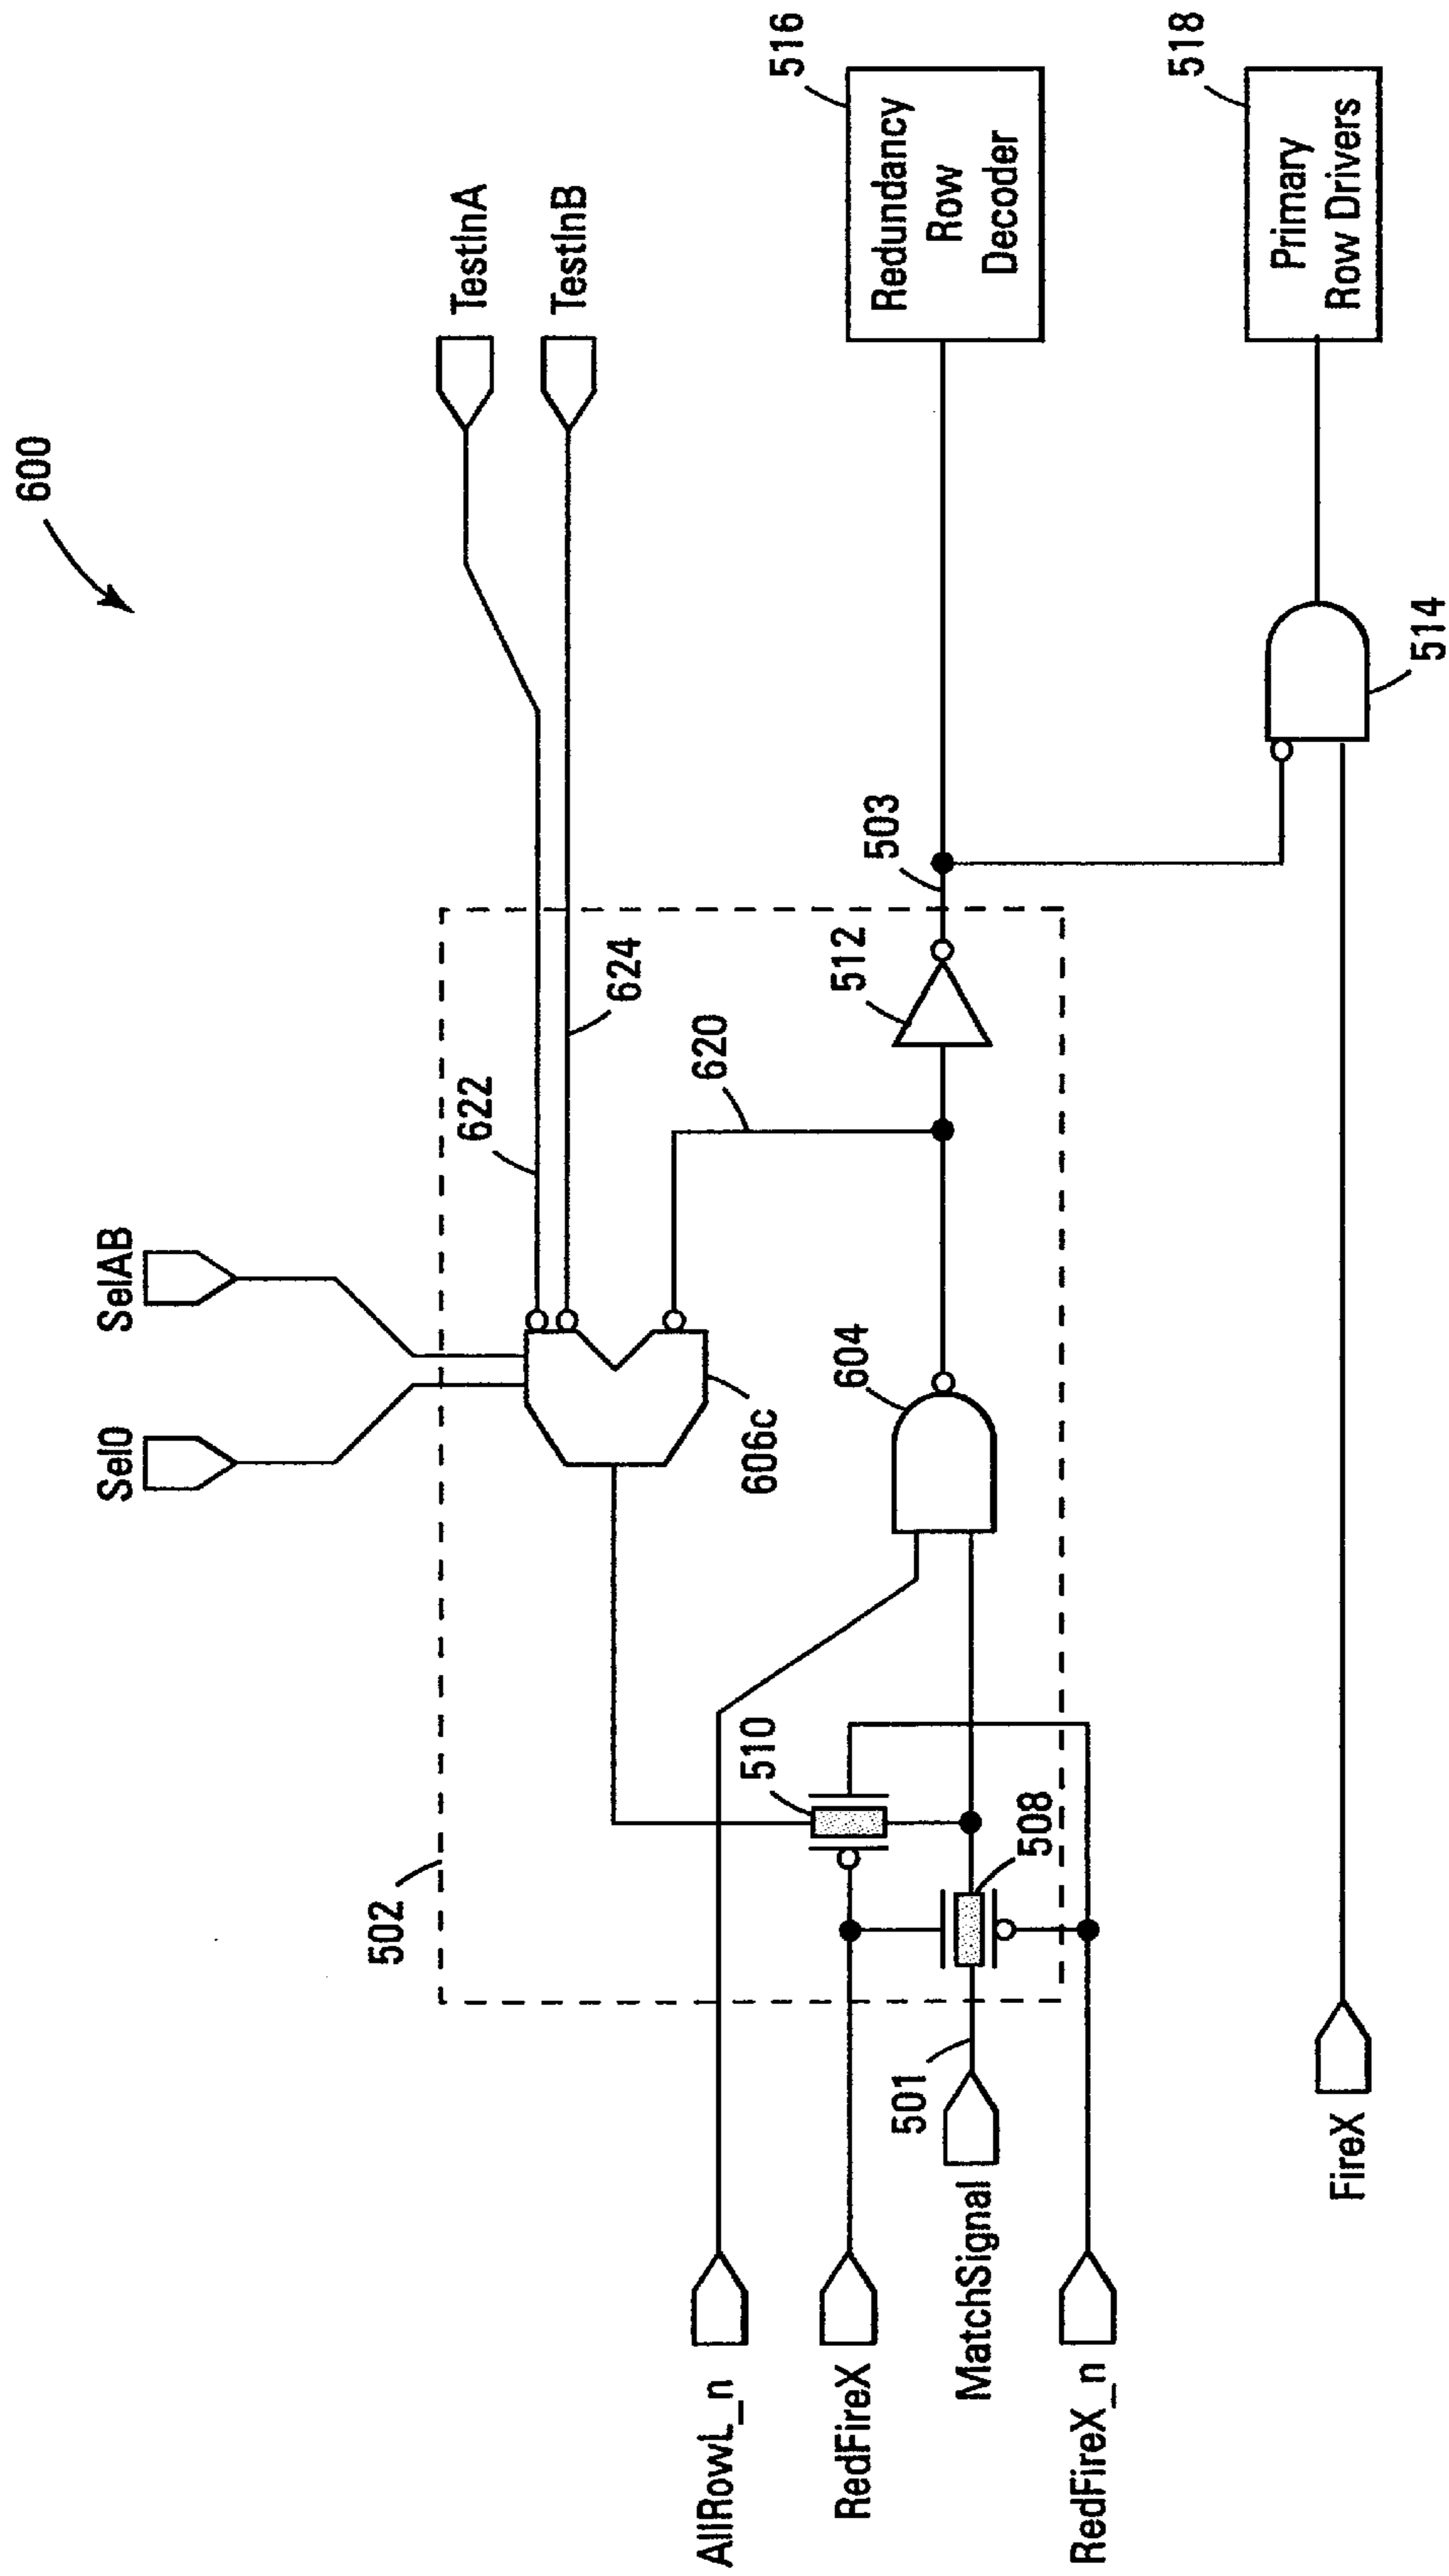 600
SelO
SelAB
TestInA
TestInB
502
622
624
606c
620
510
604
512
503
508
501
516
Redundancy
Row
Decoder
518
Primary
Row Drivers
514
AllRowL_n
RedFireX
MatchSignal
RedFireX_n
FireX